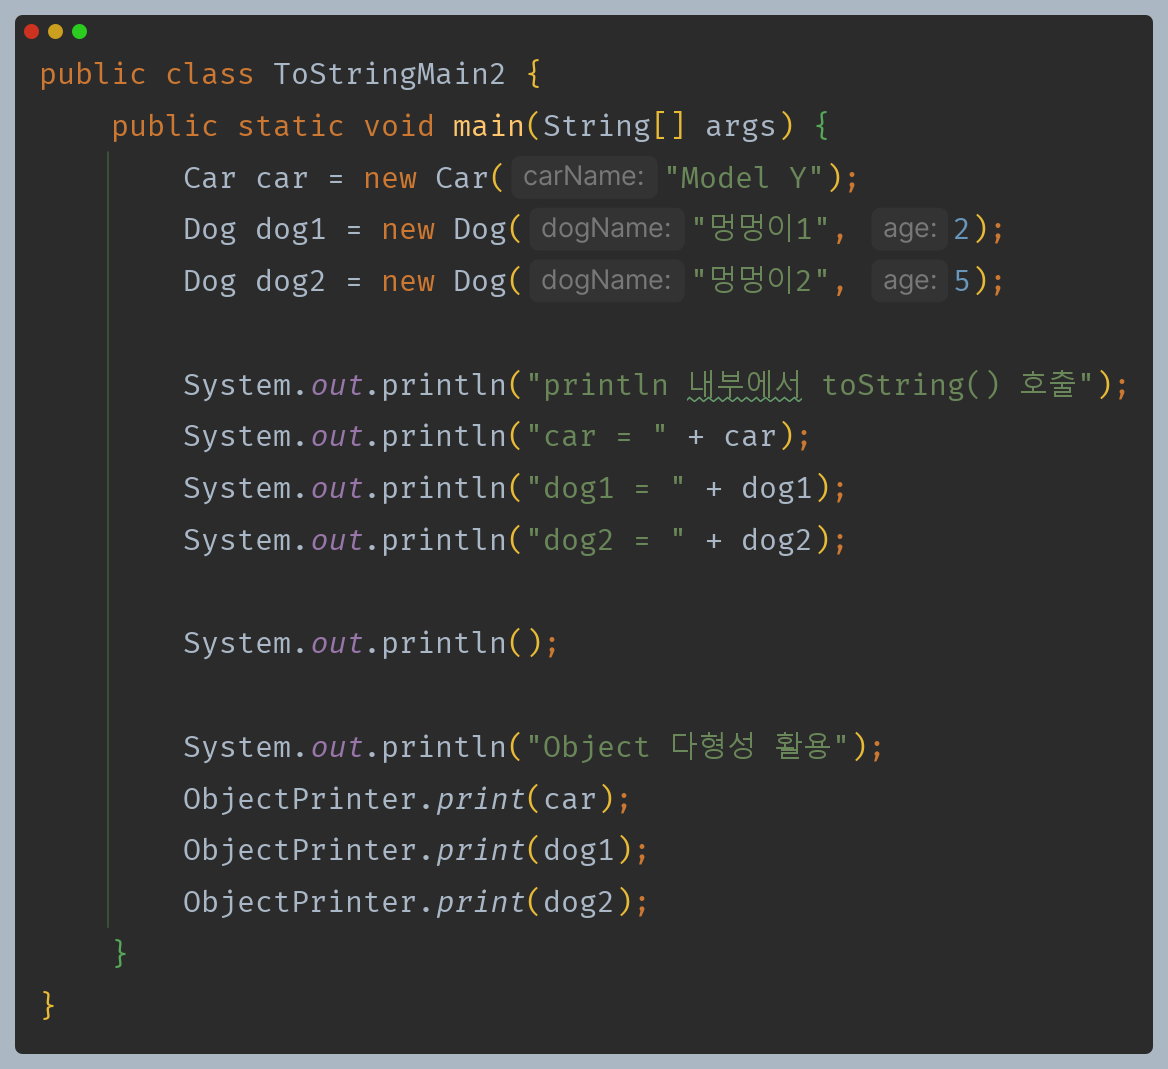 public class ToStringMain2 {
    public static void main(String[] args) {
        Car car = new Car( carName: "Model Y");
        Dog dog1 = new Dog( dogName: "멍멍이1", age: 2);
        Dog dog2 = new Dog( dogName: "멍멍이2", age: 5);
        System.out.println("println 내부에서 toString() 호출");
        System.out.println("car = " + car);
        System.out.println("dog1 = " + dog1);
        System.out.println("dog2 = " + dog2);
        System.out.println();
        System.out.println("Object 다형성 활용");
        ObjectPrinter.print(car);
        ObjectPrinter.print(dog1);
        ObjectPrinter.print(dog2);
    }
}